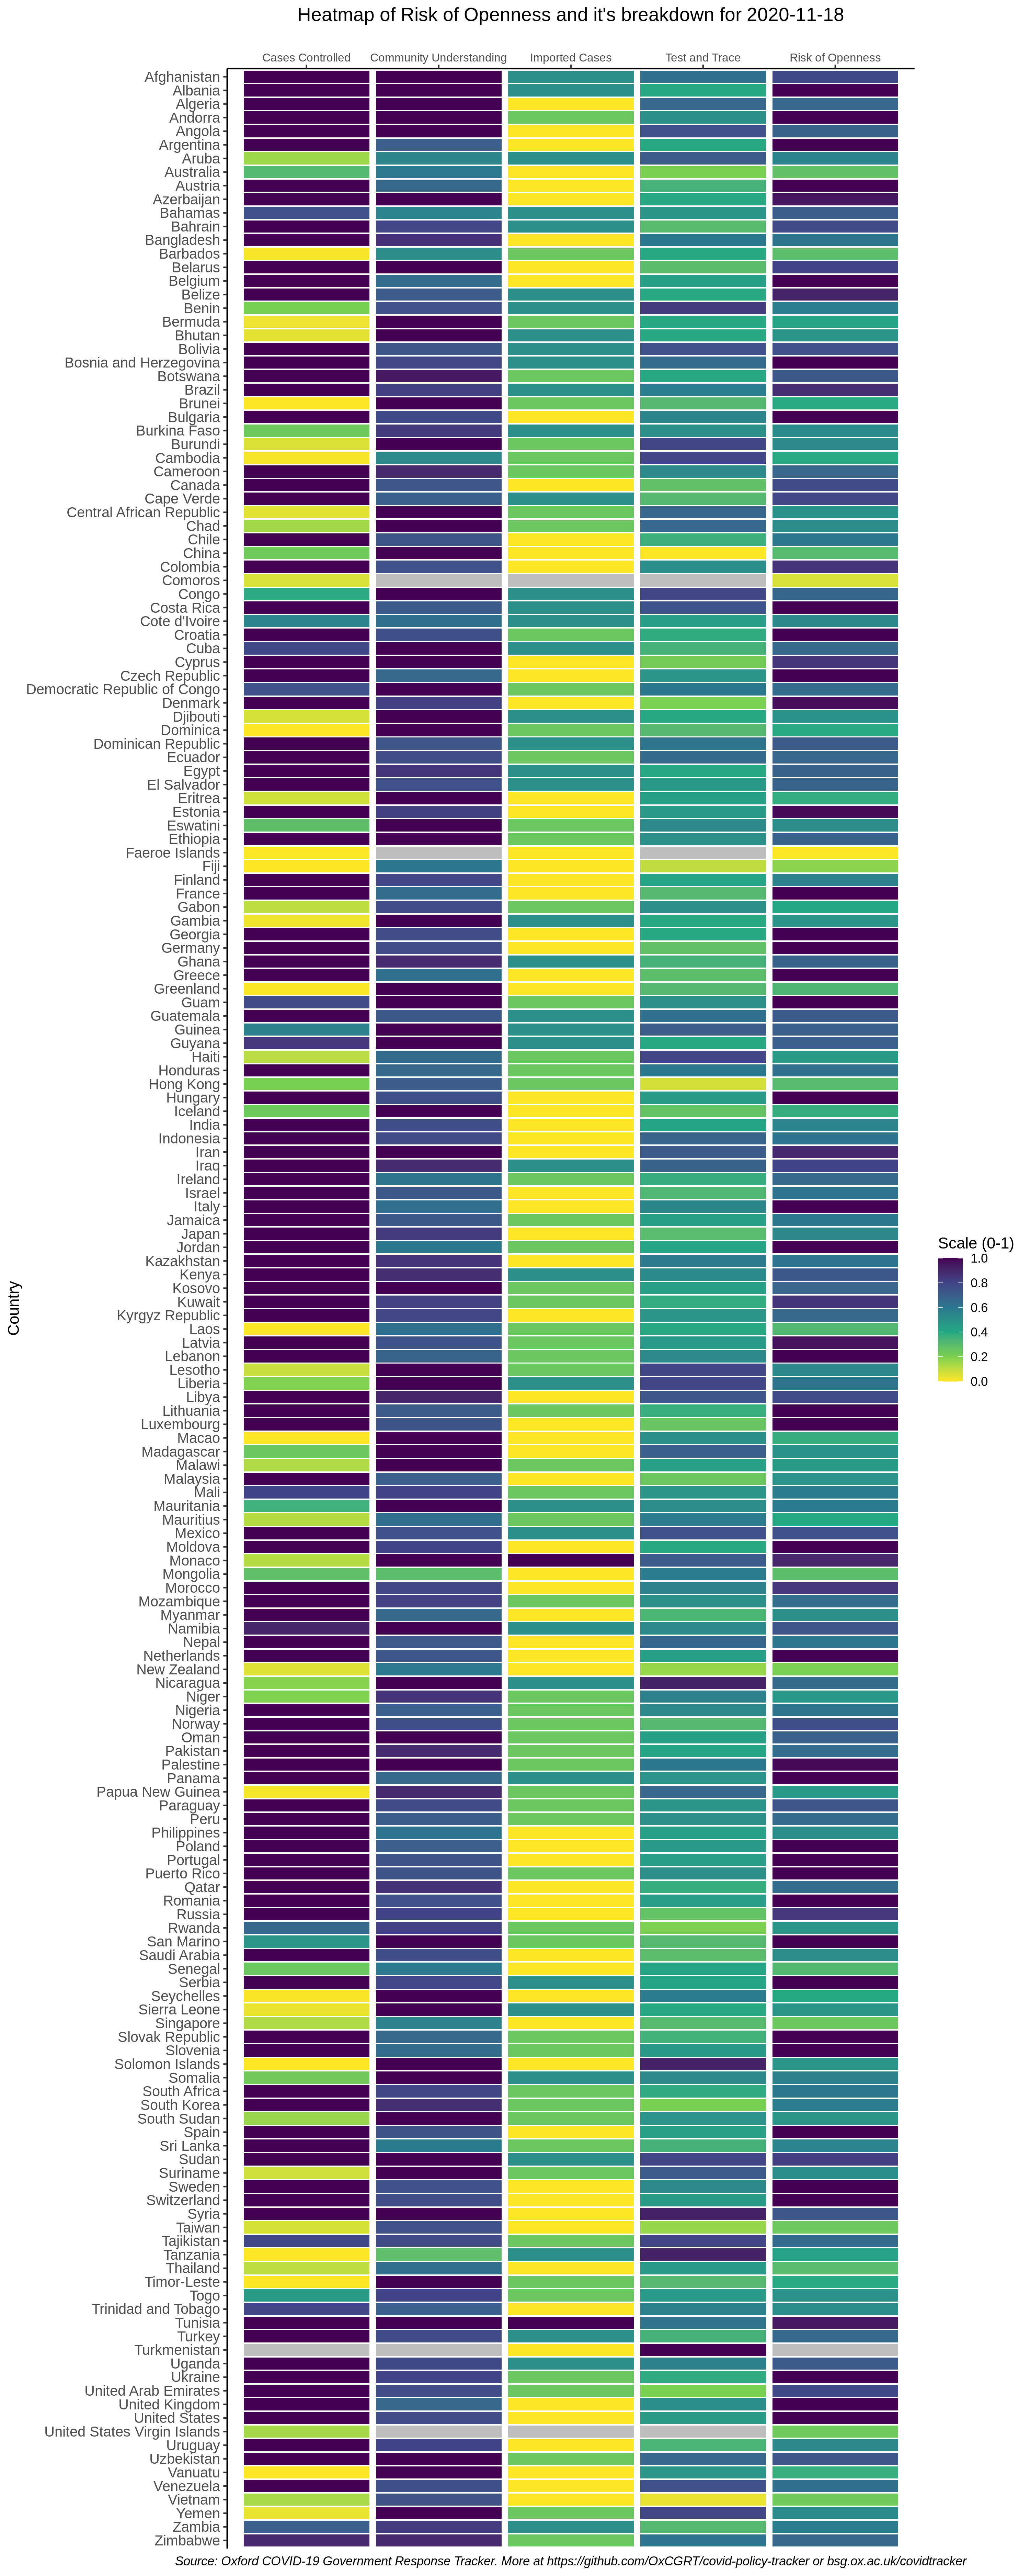 Heatmap of Risk of Openness and it's breakdown for 2020-11-18
Cases Controlled Community Understanding Imported Cases Test and Trace Risk of Openness
Afghanistan
Albania
Algeria
Andorra
Angola
Argentina
Aruba
Australia
Austria
Azerbaijan
Bahamas
Bahrain
Bangladesh
Barbados
Belarus
Belgium
Belize
Benin
Bermuda
Bhutan
Bolivia
Bosnia and Herzegovina
Botswana
Brazil
Brunei
Bulgaria
Burkina Faso
Burundi
Cambodia
Cameroon
Canada
Cape Verde
Central African Republic
Chad
Chile
China
Colombia
Comoros
Congo
Costa Rica
Cote d'Ivoire
Croatia
Cuba
Cyprus
Czech Republic
Democratic Republic of Congo
Denmark
Djibouti
Dominica
Dominican Republic
Ecuador
Egypt
El Salvador
Eritrea
Estonia
Eswatini
Ethiopia
Faeroe Islands
Fiji
Finland
France
Gabon
Gambia
Georgia
Germany
Ghana
Greece
Greenland
Guam
Guatemala
Guinea
Guyana
Haiti
Honduras
Hong Kong
Hungary
Iceland
India
Indonesia
Iran
Iraq
Ireland
Israel
Italy
Jamaica
Japan
Jordan
Kazakhstan
Kenya
Kosovo
Kuwait
Kyrgyz Republic
Laos
Latvia
Lebanon
Lesotho
Liberia
Libya
Lithuania
Luxembourg
Macao
Madagascar
Malawi
Malaysia
Mali
Mauritania
Mauritius
Mexico
Moldova
Monaco
Mongolia
Morocco
Mozambique
Myanmar
Namibia
Nepal
Netherlands
New Zealand
Nicaragua
Niger
Nigeria
Norway
Oman
Pakistan
Palestine
Panama
Papua New Guinea
Paraguay
Peru
Philippines
Poland
Portugal
Puerto Rico
Qatar
Romania
Russia
Rwanda
San Marino
Saudi Arabia
Senegal
Serbia
Seychelles
Sierra Leone
Singapore
Slovak Republic
Slovenia
Solomon Islands
Somalia
South Africa
South Korea
South Sudan
Spain
Sri Lanka
Sudan
Suriname
Sweden
Switzerland
Syria
Taiwan
Tajikistan
Tanzania
Thailand
Timor-Leste
Togo
Trinidad and Tobago
Tunisia
Turkey
Turkmenistan
Uganda
Ukraine
United Arab Emirates
United Kingdom
United States
United States Virgin Islands
Uruguay
Uzbekistan
Vanuatu
Venezuela
Vietnam
Yemen
Zambia
Zimbabwe
Country
Scale (0-1)
1.0
0.8
0.6
0.4
0.2
0.0
Source: Oxford COVID-19 Government Response Tracker. More at https://github.com/OxCGRT/covid-policy-tracker or bsg.ox.ac.uk/covidtracker